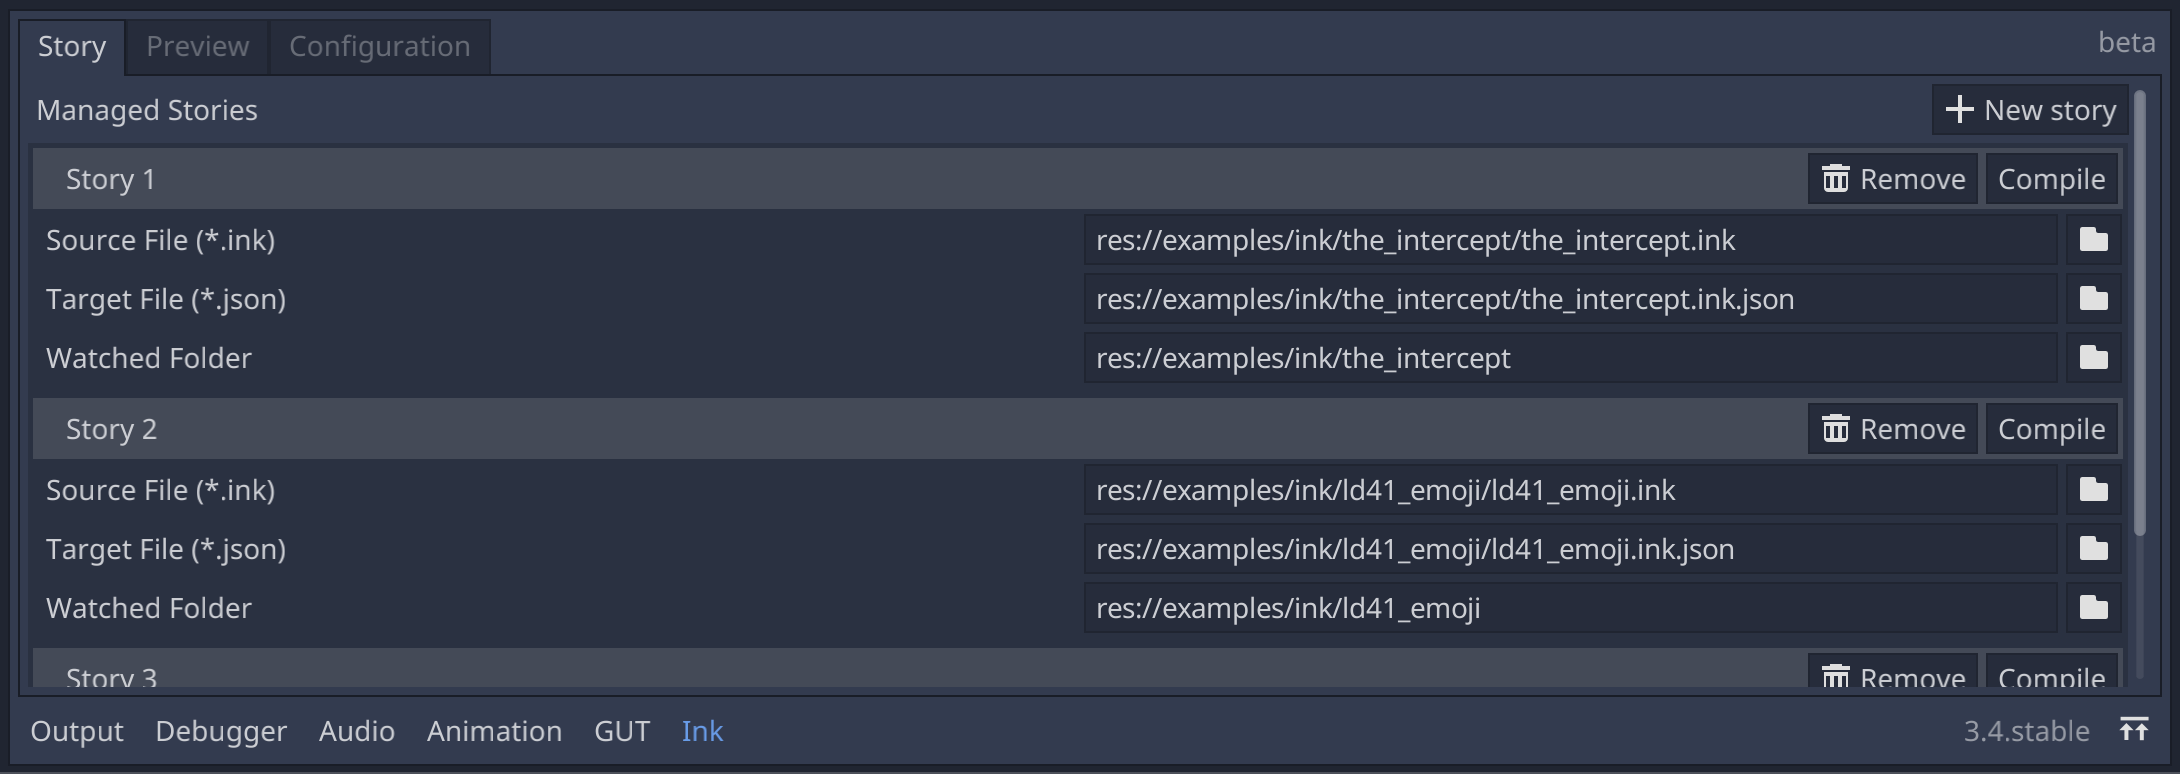 Story Preview Configuration beta
Managed Stories New story
Story 1 Remove Compile
Source File (*.ink) res://examples/ink/the_intercept/the_intercept.ink
Target File (*.json) res://examples/ink/the_intercept/the_intercept.ink.json
Watched Folder res://examples/ink/the_intercept
Story 2 Remove Compile
Source File (*.ink) res://examples/ink/ld41_emoji/ld41_emoji.ink
Target File (*.json) res://examples/ink/ld41_emoji/ld41_emoji.ink.json
Watched Folder res://examples/ink/ld41_emoji
Story 3 Remove Compile
Output Debugger Audio Animation GUT Ink 3.4.stable